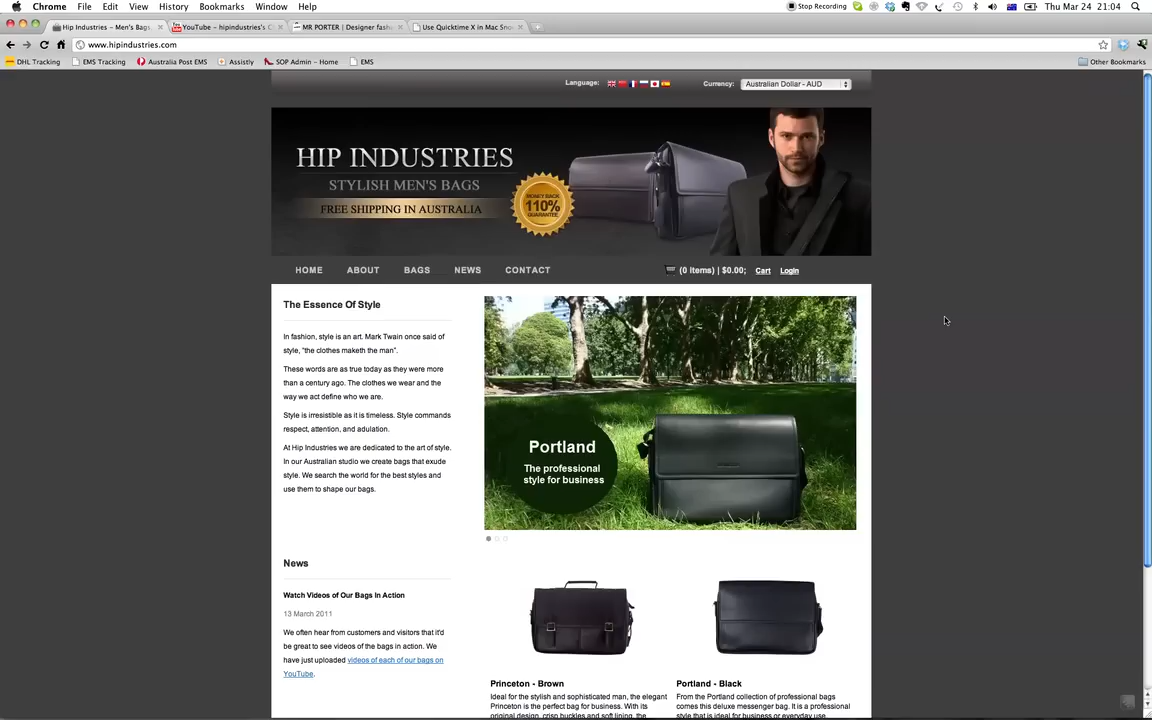 Chrome File Edit View History Bookmarks Window Help Stop Recording Thu Mar 24 21:04
Hip Industries – Men's Bags YouTube – hipindustries's C MR PORTER | Designer fash Use Quicktime X in Mac Sno
www.hipindustries.com
DHL Tracking EMS Tracking Australia Post EMS Assistly SOP Admin – Home EMS Other Bookmarks
Language: Currency: Australian Dollar - AUD
HIP INDUSTRIES
STYLISH MEN'S BAGS
FREE SHIPPING IN AUSTRALIA
MONEY BACK
110%
GUARANTEE
HOME ABOUT BAGS NEWS CONTACT (0 items) | $0.00; Cart Login
The Essence Of Style
In fashion, style is an art. Mark Twain once said of
style, "the clothes maketh the man".
These words are as true today as they were more
than a century ago. The clothes we wear and the
way we act define who we are.
Style is irresistible as it is timeless. Style commands
respect, attention, and adulation.
At Hip Industries we are dedicated to the art of style.
In our Australian studio we create bags that exude
style. We search the world for the best styles and
use them to shape our bags.
Portland
The professional
style for business
News
Watch Videos of Our Bags In Action
13 March 2011
We often hear from customers and visitors that it'd
be great to see videos of the bags in action. We
have just uploaded videos of each of our bags on
YouTube.
Princeton - Brown
Ideal for the stylish and sophisticated man, the elegant
Princeton is the perfect bag for business. With its
original design, crisp buckles and soft lining, the
Portland - Black
From the Portland collection of professional bags
comes this deluxe messenger bag. It is a professional
style that is ideal for business or everyday use.